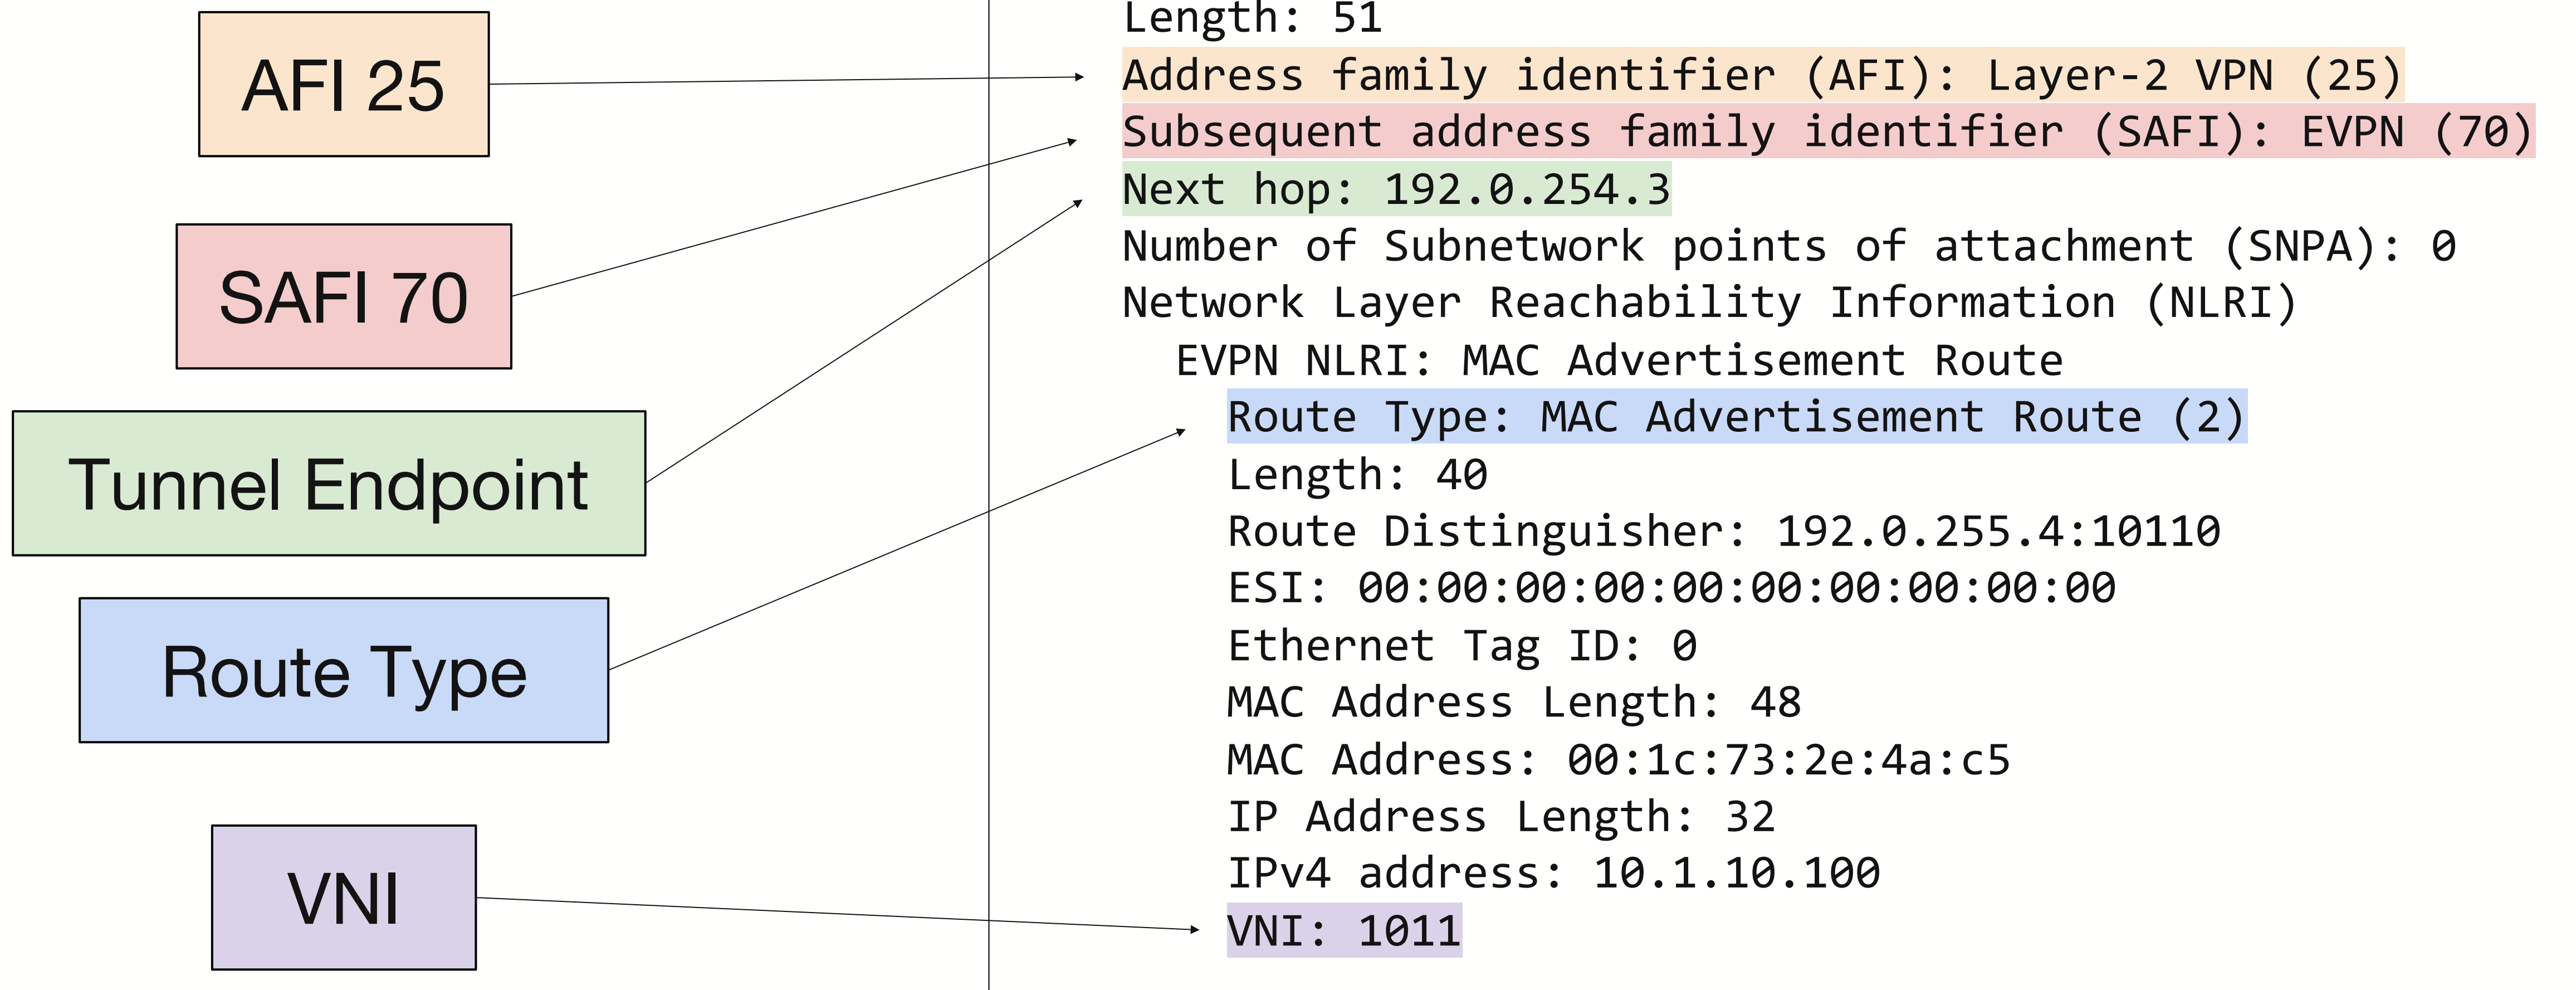 AFI 25
SAFI 70
Tunnel Endpoint
Route Type
VNI
Length: 51
Address family identifier (AFI): Layer-2 VPN (25)
Subsequent address family identifier (SAFI): EVPN (70)
Next hop: 192.0.254.3
Number of Subnetwork points of attachment (SNPA): 0
Network Layer Reachability Information (NLRI)
EVPN NLRI: MAC Advertisement Route
Route Type: MAC Advertisement Route (2)
Length: 40
Route Distinguisher: 192.0.255.4:10110
ESI: 00:00:00:00:00:00:00:00:00:00
Ethernet Tag ID: 0
MAC Address Length: 48
MAC Address: 00:1c:73:2e:4a:c5
IP Address Length: 32
IPv4 address: 10.1.10.100
VNI: 1011